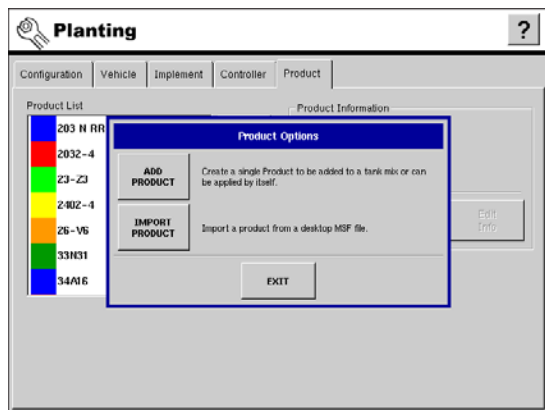 Planting
?
Configuration
Vehicle
Implement
Controller
Product
Product List
Product Information
203 N RR
2032-4
23-Z3
2402-4
26-V6
33N31
34A16
Product Options
ADD
PRODUCT
Create a single Product to be added to a tank mix or can
be applied by itself.
IMPORT
PRODUCT
Import a product from a desktop MSF file.
EXIT
Edit
Info